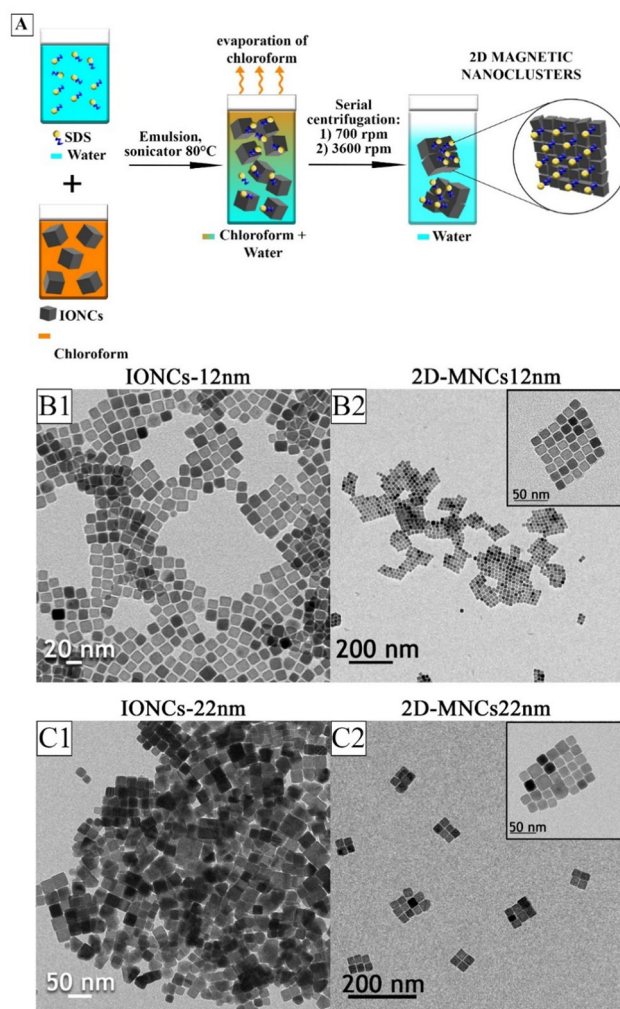 A
evaporation of
chloroform
2D MAGNETIC
NANOCLUSTERS
Serial
centrifugation:
1) 700 rpm
2) 3600 rpm
Emulsion,
sonicator 80°C
SDS
Water
+
Chloroform +
Water
Water
IONCs
Chloroform
IONCs-12nm
2D-MNCs12nm
B1
20 nm
B2
50 nm
200 nm
IONCs-22nm
2D-MNCs22nm
C1
50 nm
C2
50 nm
200 nm